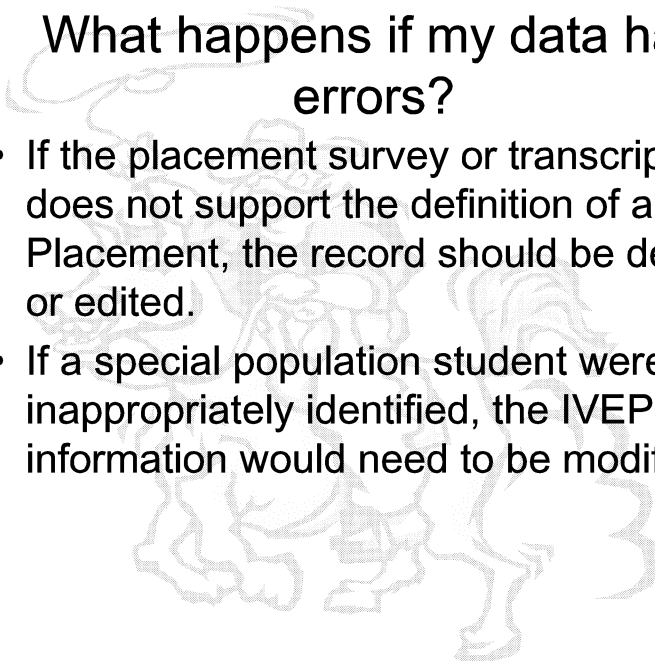 What happens if my data ha
errors?
• If the placement survey or transcrip
does not support the definition of a
Placement, the record should be de
or edited.
• If a special population student were
inappropriately identified, the IVEP
information would need to be modif